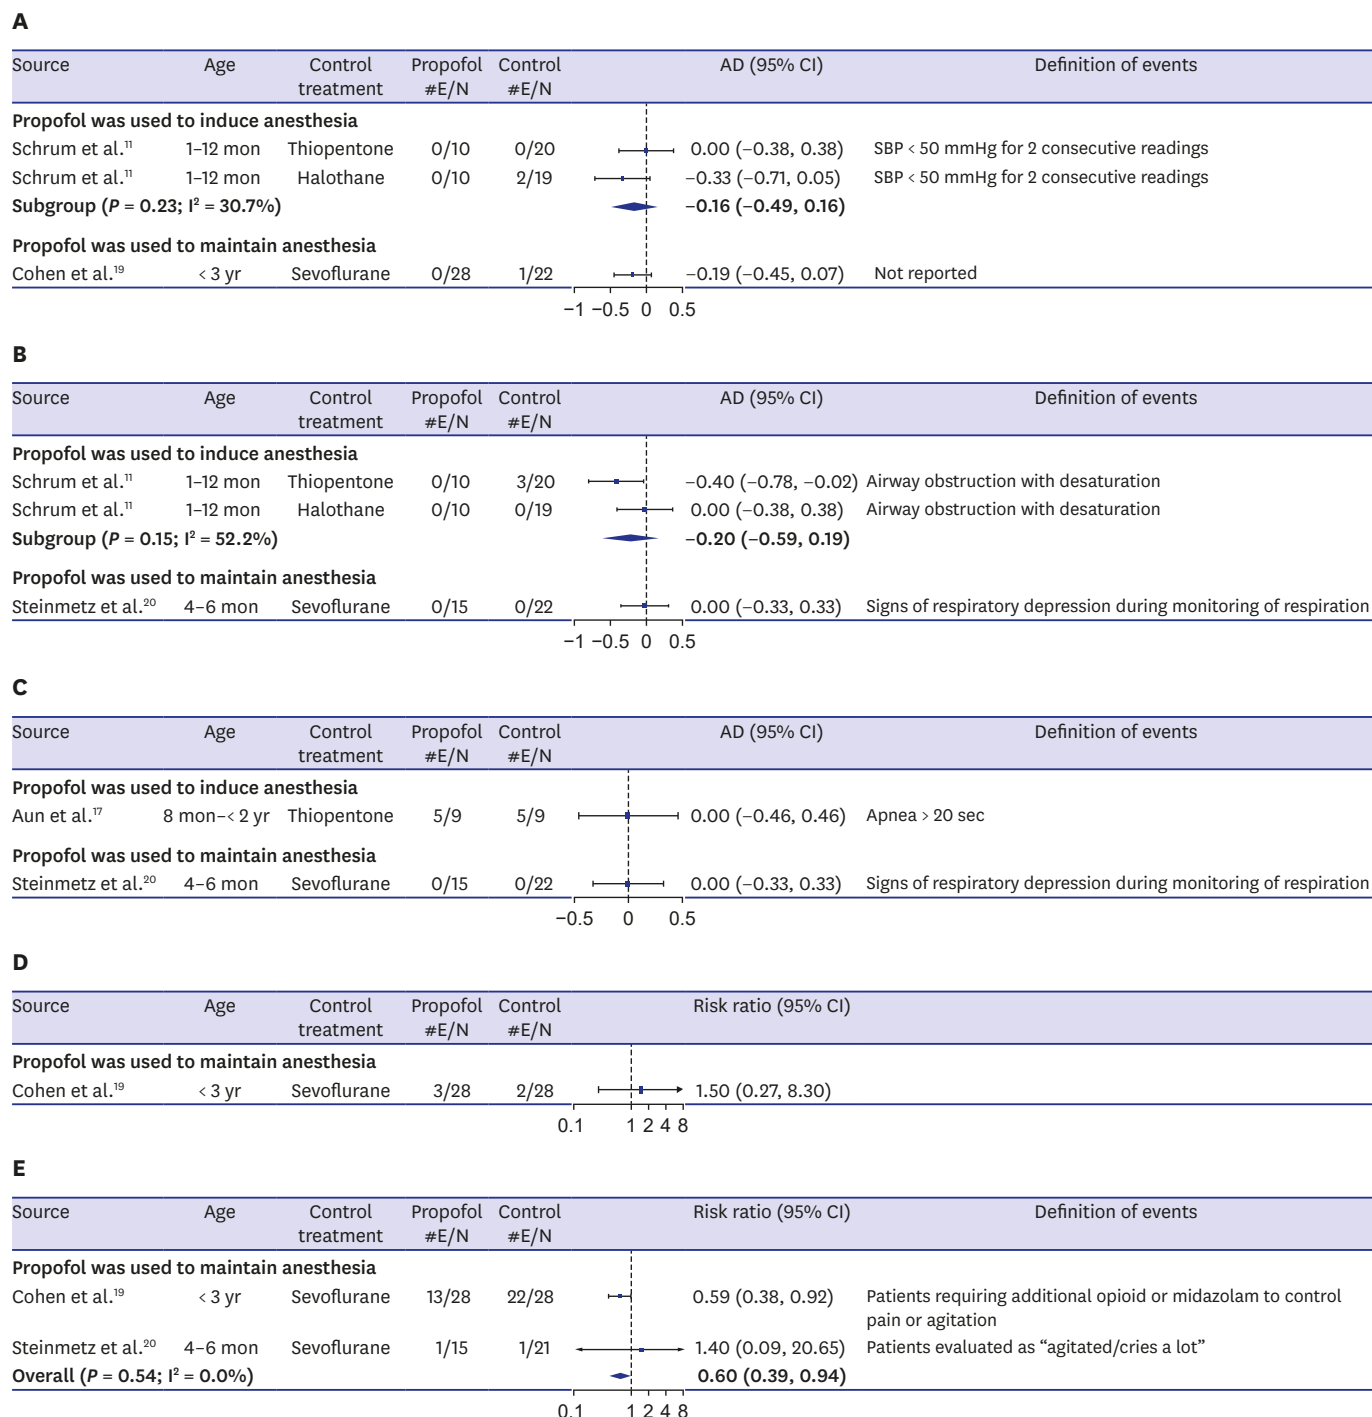 A
Source Age Control treatment Propofol #E/N Control #E/N AD (95% CI) Definition of events
Propofol was used to induce anesthesia
Schrum et al.¹¹ 1–12 mon Thiopentone 0/10 0/20 0.00 (−0.38, 0.38) SBP < 50 mmHg for 2 consecutive readings
Schrum et al.¹¹ 1–12 mon Halothane 0/10 2/19 −0.33 (−0.71, 0.05) SBP < 50 mmHg for 2 consecutive readings
Subgroup (P = 0.23; I² = 30.7%) −0.16 (−0.49, 0.16)
Propofol was used to maintain anesthesia
Cohen et al.¹⁹ < 3 yr Sevoflurane 0/28 1/22 −0.19 (−0.45, 0.07) Not reported
−1 −0.5 0 0.5
B
Source Age Control treatment Propofol #E/N Control #E/N AD (95% CI) Definition of events
Propofol was used to induce anesthesia
Schrum et al.¹¹ 1–12 mon Thiopentone 0/10 3/20 −0.40 (−0.78, −0.02) Airway obstruction with desaturation
Schrum et al.¹¹ 1–12 mon Halothane 0/10 0/19 0.00 (−0.38, 0.38) Airway obstruction with desaturation
Subgroup (P = 0.15; I² = 52.2%) −0.20 (−0.59, 0.19)
Propofol was used to maintain anesthesia
Steinmetz et al.²⁰ 4–6 mon Sevoflurane 0/15 0/22 0.00 (−0.33, 0.33) Signs of respiratory depression during monitoring of respiration
−1 −0.5 0 0.5
C
Source Age Control treatment Propofol #E/N Control #E/N AD (95% CI) Definition of events
Propofol was used to induce anesthesia
Aun et al.¹⁷ 8 mon–< 2 yr Thiopentone 5/9 5/9 0.00 (−0.46, 0.46) Apnea > 20 sec
Propofol was used to maintain anesthesia
Steinmetz et al.²⁰ 4–6 mon Sevoflurane 0/15 0/22 0.00 (−0.33, 0.33) Signs of respiratory depression during monitoring of respiration
−0.5 0 0.5
D
Source Age Control treatment Propofol #E/N Control #E/N Risk ratio (95% CI)
Propofol was used to maintain anesthesia
Cohen et al.¹⁹ < 3 yr Sevoflurane 3/28 2/28 1.50 (0.27, 8.30)
0.1 1 2 4 8
E
Source Age Control treatment Propofol #E/N Control #E/N Risk ratio (95% CI) Definition of events
Propofol was used to maintain anesthesia
Cohen et al.¹⁹ < 3 yr Sevoflurane 13/28 22/28 0.59 (0.38, 0.92) Patients requiring additional opioid or midazolam to control
pain or agitation
Steinmetz et al.²⁰ 4–6 mon Sevoflurane 1/15 1/21 1.40 (0.09, 20.65) Patients evaluated as “agitated/cries a lot”
Overall (P = 0.54; I² = 0.0%) 0.60 (0.39, 0.94)
0.1 1 2 4 8